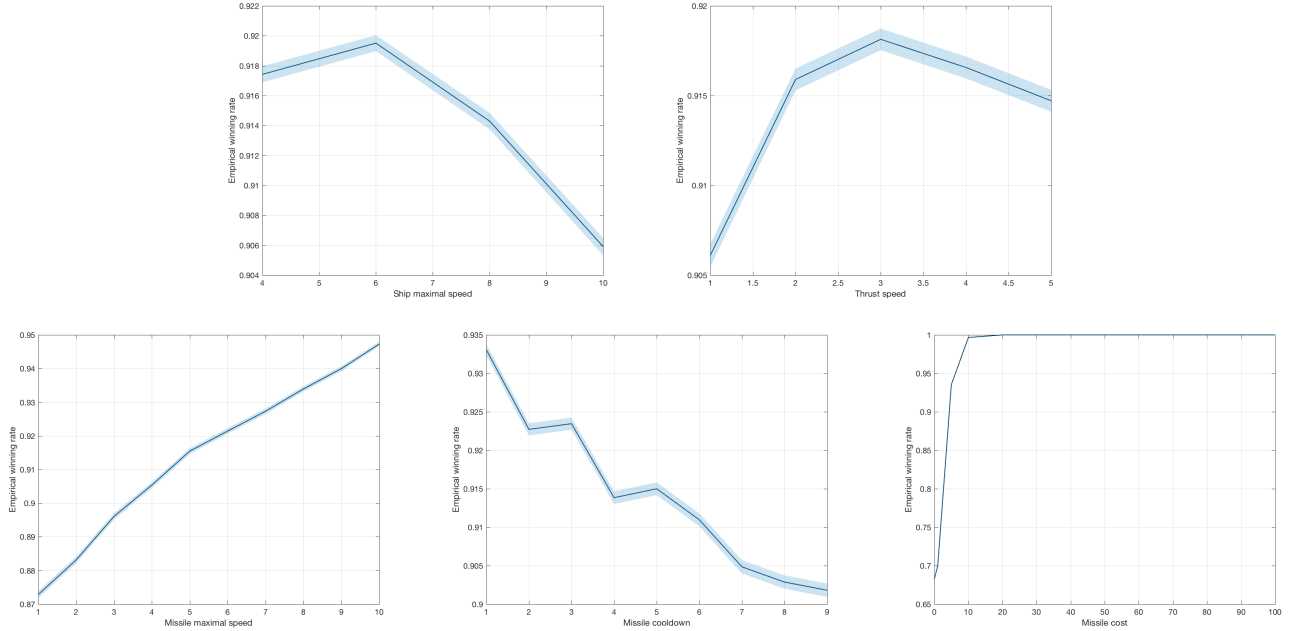 0.922
0.92
0.918
0.916
0.914
0.912
0.91
0.908
0.906
0.904
Empirical winning rate
4 5 6 7 8 9 10
Ship maximal speed
0.92
0.915
0.91
0.905
Empirical winning rate
1 1.5 2 2.5 3 3.5 4 4.5 5
Thrust speed
0.95
0.94
0.93
0.92
0.91
0.9
0.89
0.88
0.87
Empirical winning rate
1 2 3 4 5 6 7 8 9 10
Missile maximal speed
0.935
0.93
0.925
0.92
0.915
0.91
0.905
0.9
Empirical winning rate
1 2 3 4 5 6 7 8 9
Missile cooldown
1
0.95
0.9
0.85
0.8
0.75
0.7
0.65
Empirical winning rate
0 10 20 30 40 50 60 70 80 90 100
Missile cost